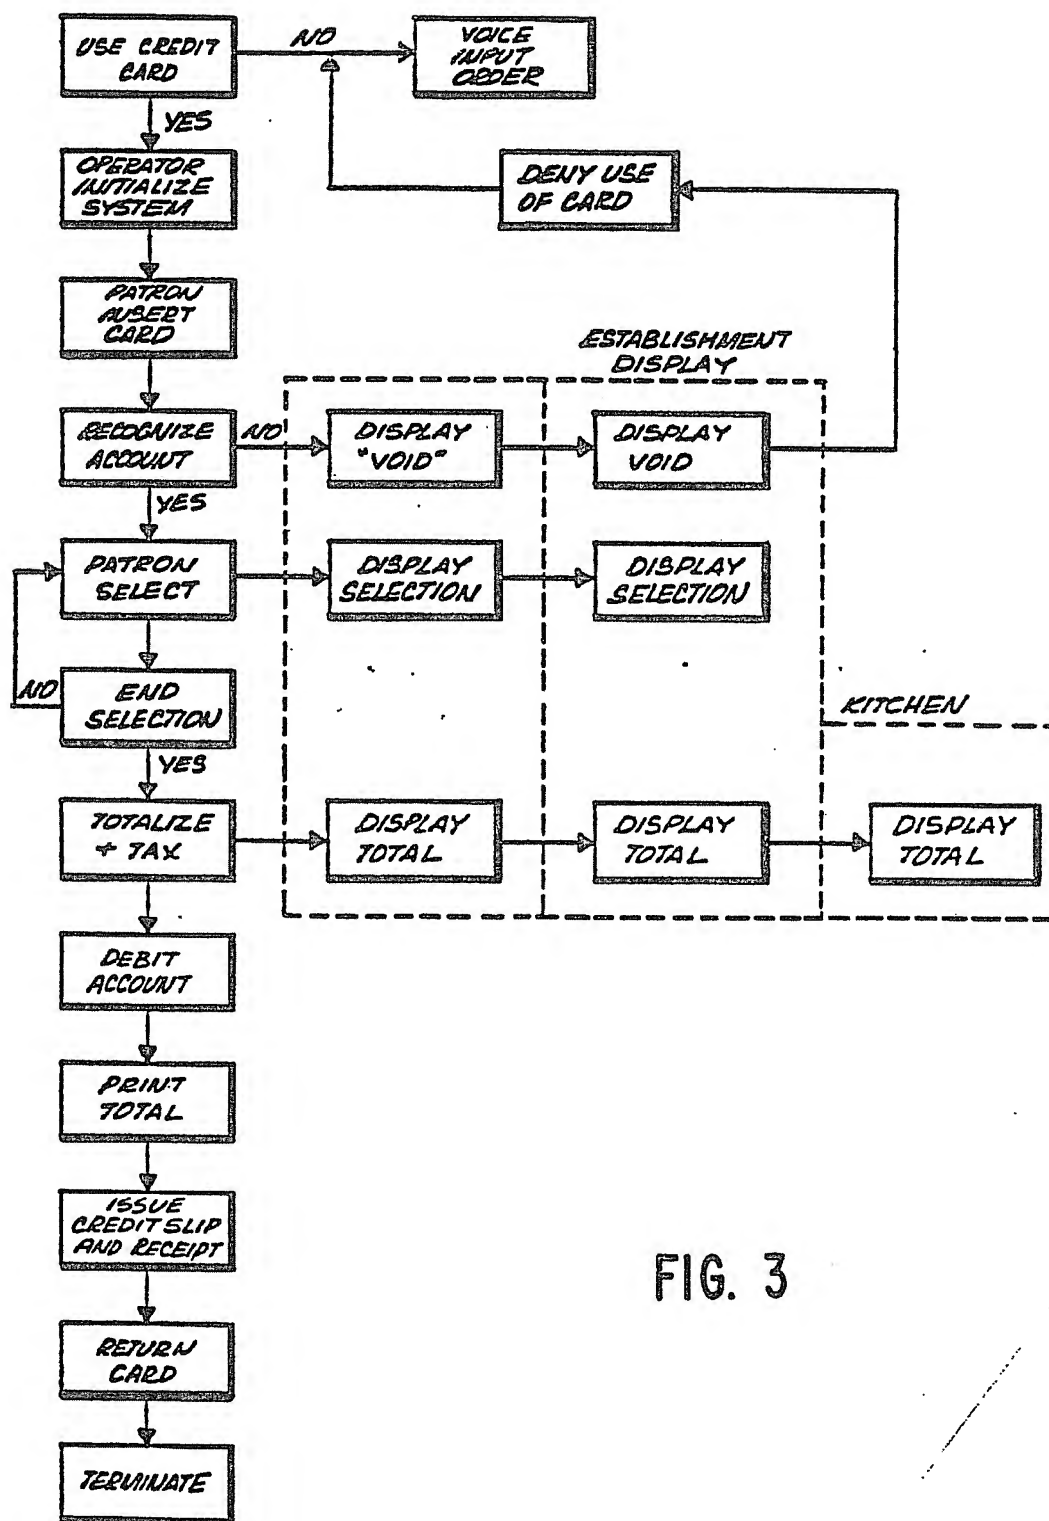 USE CREDIT
CARD
NO
VOICE
INPUT
ORDER
YES
OPERATOR
INITIALIZE
SYSTEM
DENY USE
OF CARD
PATRON
INSERT
CARD
ESTABLISHMENT
DISPLAY
RECOGNIZE
ACCOUNT
NO
DISPLAY
"VOID"
DISPLAY
VOID
YES
PATRON
SELECT
DISPLAY
SELECTION
DISPLAY
SELECTION
NO
END
SELECTION
KITCHEN
YES
TOTALIZE
+ TAX
DISPLAY
TOTAL
DISPLAY
TOTAL
DISPLAY
TOTAL
DEBIT
ACCOUNT
PRINT
TOTAL
ISSUE
CREDIT SLIP
AND RECEIPT
RETURN
CARD
TERMINATE
FIG. 3